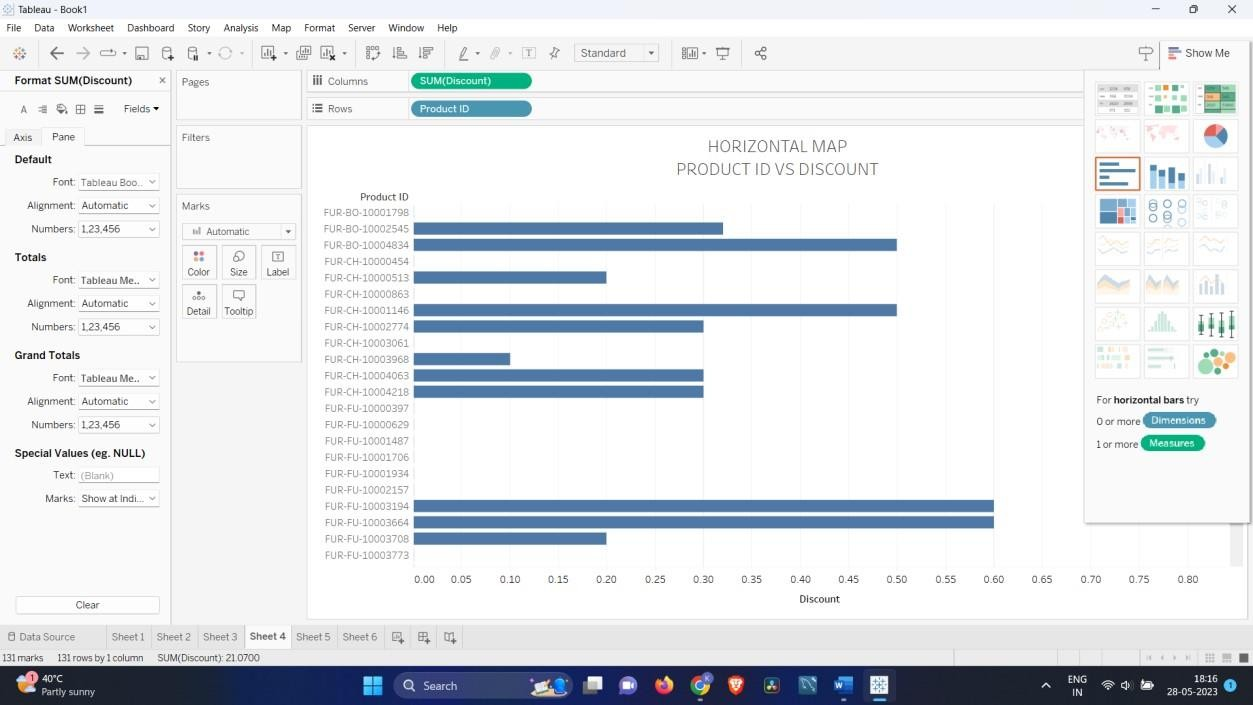 Tableau - Book1
File Data Worksheet Dashboard Story Analysis Map Format Server Window Help
Standard
Show Me
Format SUM(Discount)
Fields
Axis Pane
Default
Font: Tableau Boo..
Alignment: Automatic
Numbers: 1,23,456
Totals
Font: Tableau Me..
Alignment: Automatic
Numbers: 1,23,456
Grand Totals
Font: Tableau Me..
Alignment: Automatic
Numbers: 1,23,456
Special Values (eg. NULL)
Text: (Blank)
Marks: Show at Indi...
Clear
Pages
Filters
Marks
Automatic
Color Size Label
Detail Tooltip
Columns SUM(Discount)
Rows Product ID
HORIZONTAL MAP
PRODUCT ID VS DISCOUNT
Product ID
FUR-BO-10001798
FUR-BO-10002545
FUR-BO-10004834
FUR-CH-10000454
FUR-CH-10000513
FUR-CH-10000863
FUR-CH-10001146
FUR-CH-10002774
FUR-CH-10003061
FUR-CH-10003968
FUR-CH-10004063
FUR-CH-10004218
FUR-FU-10000397
FUR-FU-10000629
FUR-FU-10001487
FUR-FU-10001706
FUR-FU-10001934
FUR-FU-10002157
FUR-FU-10003194
FUR-FU-10003664
FUR-FU-10003708
FUR-FU-10003773
0.00 0.05 0.10 0.15 0.20 0.25 0.30 0.35 0.40 0.45 0.50 0.55 0.60 0.65 0.70 0.75 0.80
Discount
For horizontal bars try
0 or more Dimensions
1 or more Measures
Data Source Sheet 1 Sheet 2 Sheet 3 Sheet 4 Sheet 5 Sheet 6
131 marks 131 rows by 1 column SUM(Discount): 21.0700
1
40°C
Partly sunny
Search
ENG
IN
18:16
28-05-2023
1